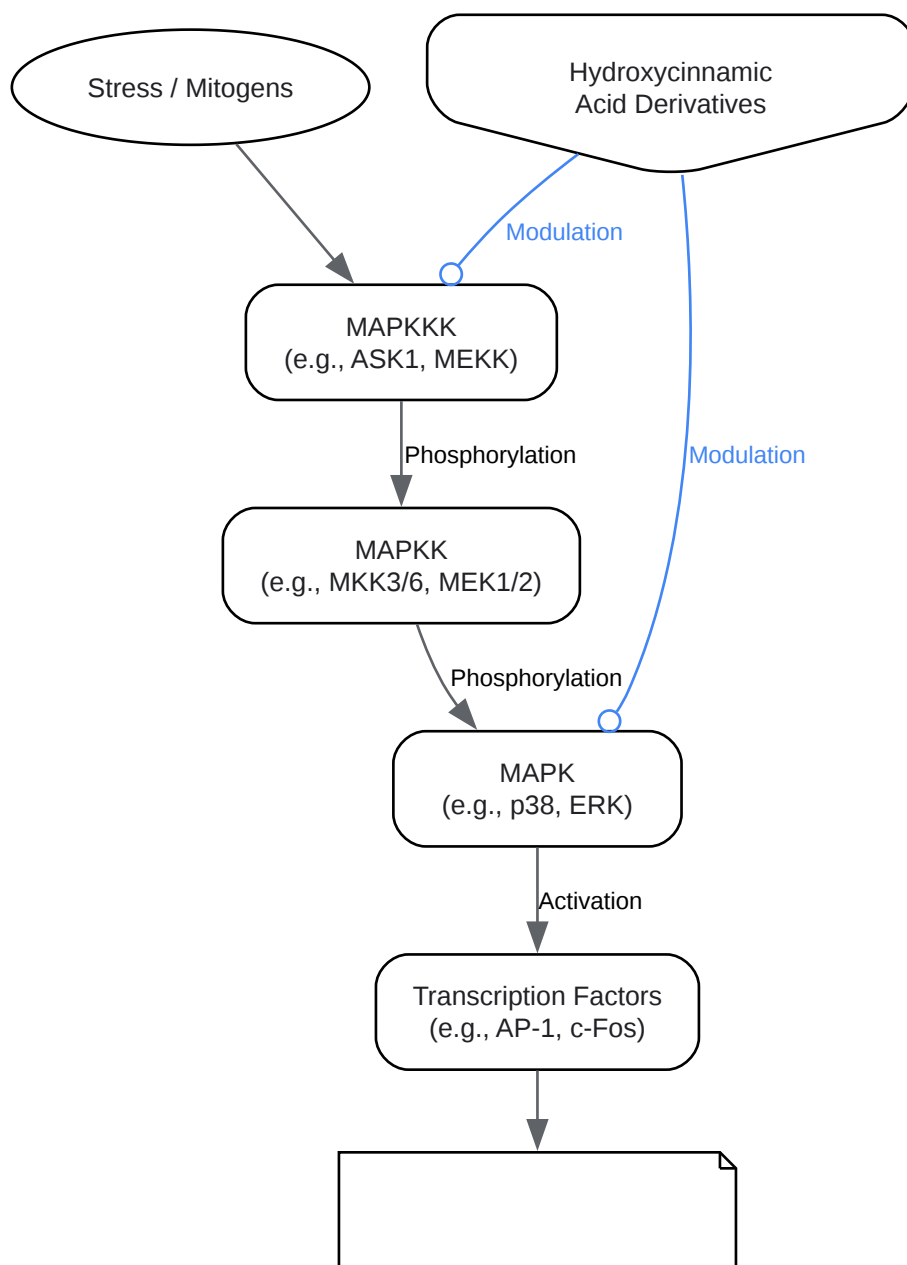 Stress / Mitogens
Hydroxycinnamic
Acid Derivatives
Modulation
MAPKKK
(e.g., ASK1, MEKK)
Phosphorylation
Modulation
MAPKK
(e.g., MKK3/6, MEK1/2)
Phosphorylation
MAPK
(e.g., p38, ERK)
Activation
Transcription Factors
(e.g., AP-1, c-Fos)